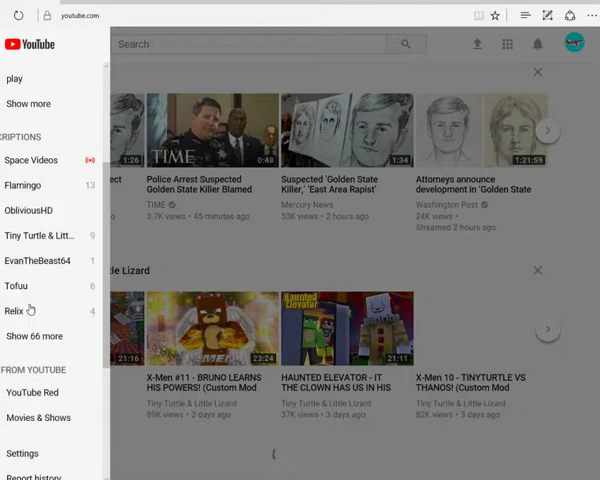 youtube.com
YouTube
Search
play
Show more
CRIPTIONS
Space Videos
Flamingo 13
ObliviousHD
Tiny Turtle & Litt... 9
EvanTheBeast64 1
Tofuu 6
Relix 4
Show 66 more
FROM YOUTUBE
YouTube Red
Movies & Shows
Settings
Report history
1:26
TIME
0:48
1:34
1:21:59
ect
Police Arrest Suspected
Golden State Killer Blamed
TIME
3.7K views • 45 minutes ago
Suspected 'Golden State
Killer,' 'East Area Rapist'
Mercury News
53K views • 2 hours ago
Attorneys announce
development in 'Golden State
Washington Post
24K views •
Streamed 2 hours ago
tle Lizard
21:16
23:24
Haunted
Elevator
21:11
X-Men #11 - BRUNO LEARNS
HIS POWERS! (Custom Mod
Tiny Turtle & Little Lizard
89K views • 2 days ago
HAUNTED ELEVATOR - IT
THE CLOWN HAS US IN HIS
Tiny Turtle & Little Lizard
37K views • 3 days ago
X-Men 10 - TINYTURTLE VS
THANOS! (Custom Mod
Tiny Turtle & Little Lizard
82K views • 3 days ago